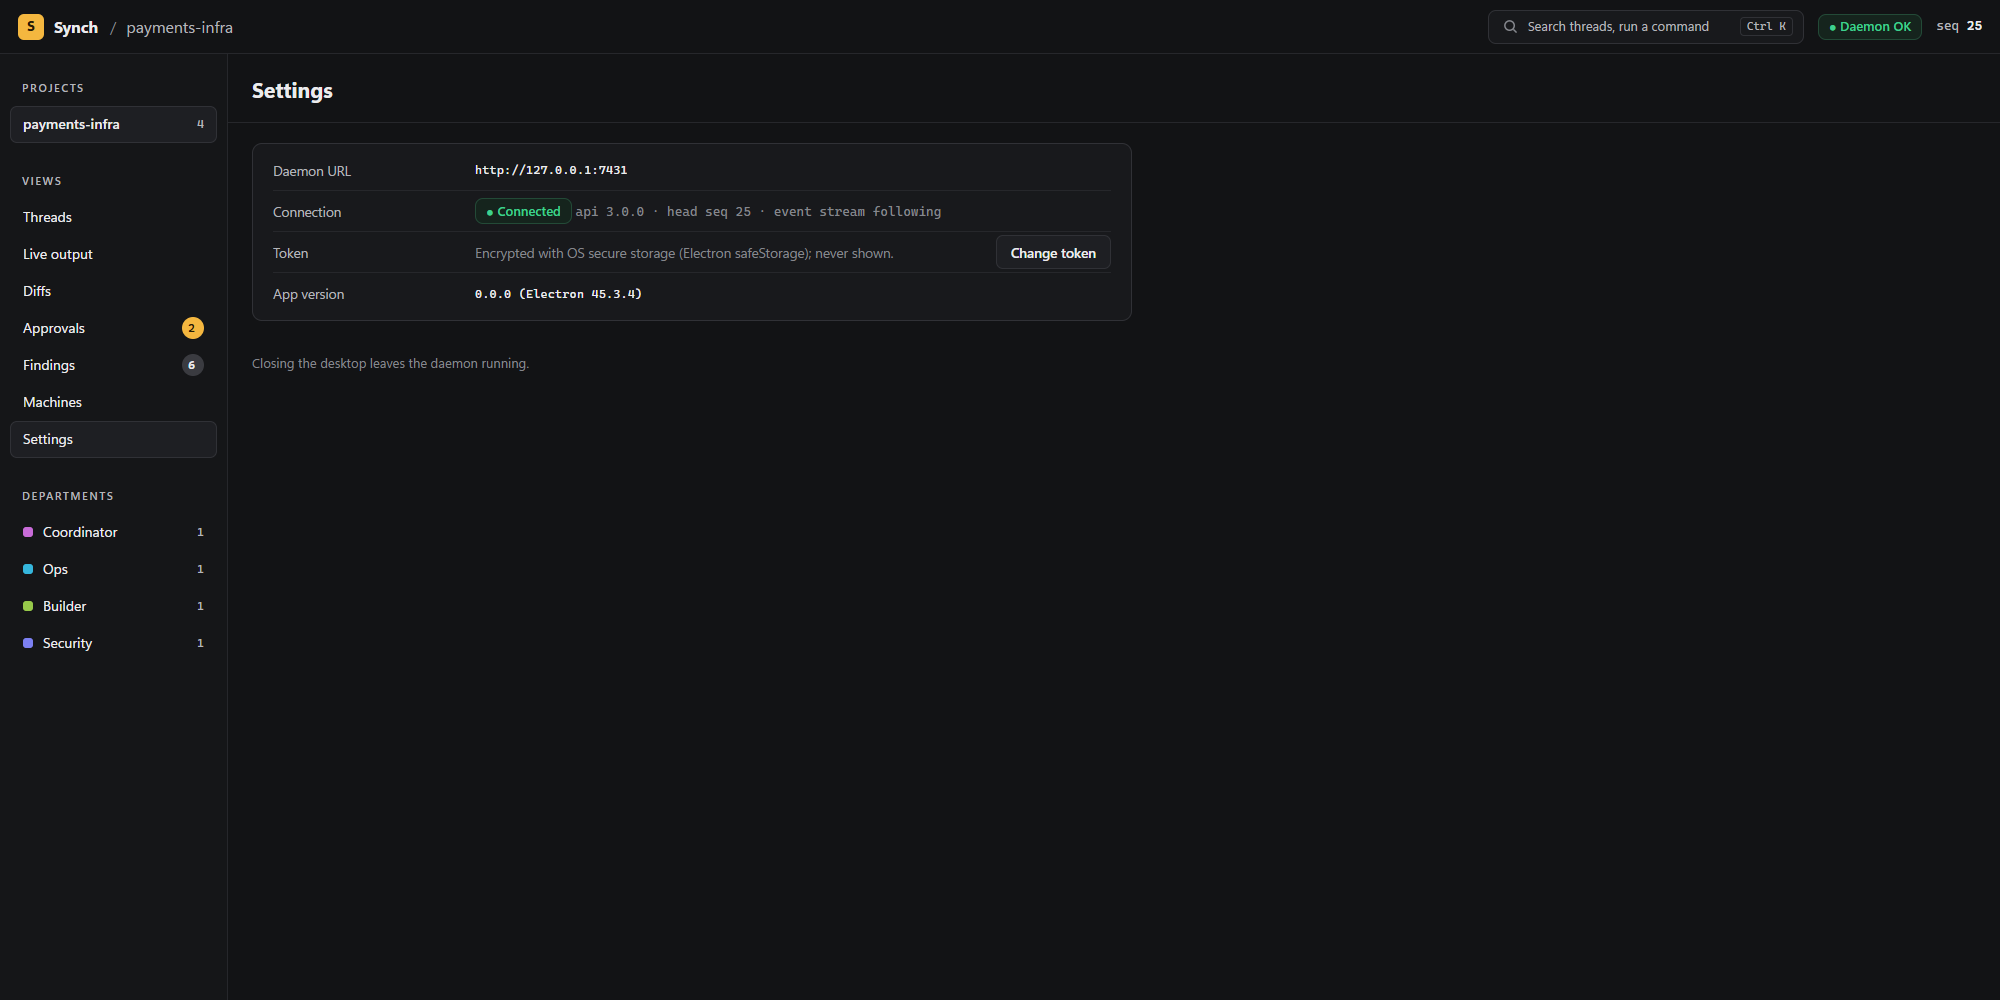 S Synch / payments-infra
Search threads, run a command Ctrl K
Daemon OK
seq 25
PROJECTS
payments-infra 4
VIEWS
Threads
Live output
Diffs
Approvals 2
Findings 6
Machines
Settings
DEPARTMENTS
Coordinator 1
Ops 1
Builder 1
Security 1
Settings
Daemon URL http://127.0.0.1:7431
Connection Connected api 3.0.0 · head seq 25 · event stream following
Token Encrypted with OS secure storage (Electron safeStorage); never shown. Change token
App version 0.0.0 (Electron 45.3.4)
Closing the desktop leaves the daemon running.